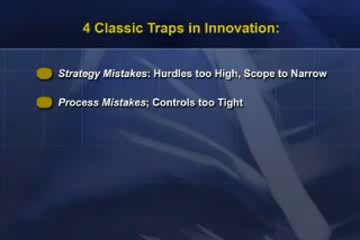 4 Classic Traps in Innovation:
Strategy Mistakes: Hurdles too High, Scope to Narrow
Process Mistakes; Controls too Tight